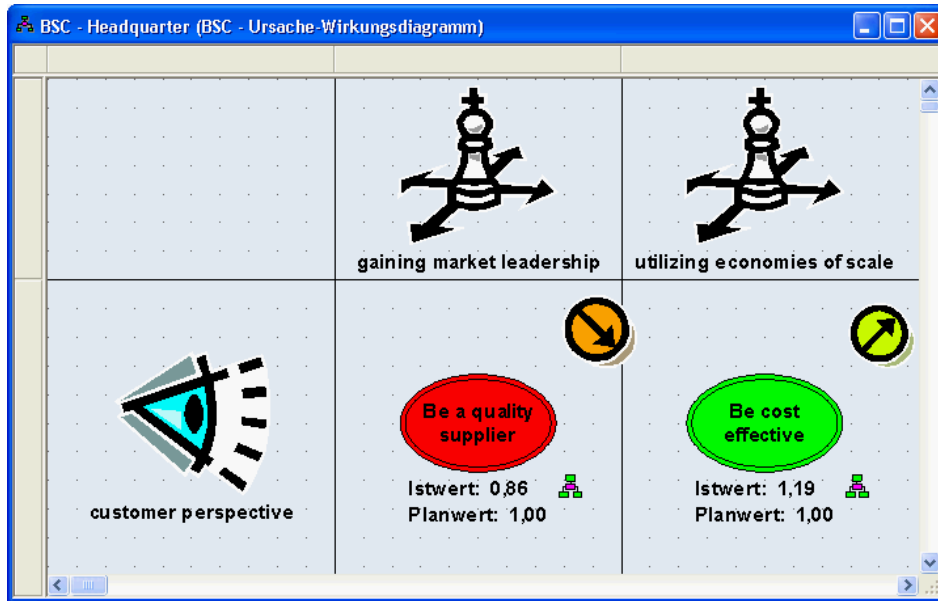 BSC - Headquarter (BSC - Ursache-Wirkungsdiagramm)
gaining market leadership
utilizing economies of scale
customer perspective
Be a quality
supplier
Istwert: 0,86
Planwert: 1,00
Be cost
effective
Istwert: 1,19
Planwert: 1,00